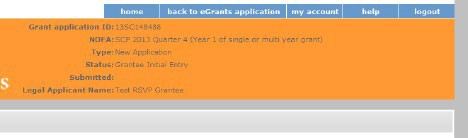 home back to eGrants application my account help logout
Grant application ID: 13SC148488
NOFA: SCP 2013 Quarter 4 (Year 1 of single or multi year grant)
Type: New Application
Status: Grantee Initial Entry
Submitted:
Legal Applicant Name: Test RSVP Grantee
s